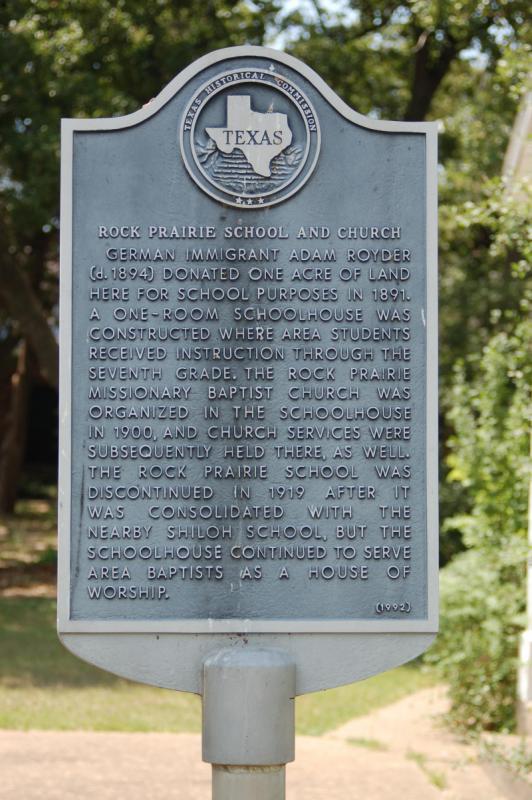 TEXAS HISTORICAL COMMISSION
TEXAS
ROCK PRAIRIE SCHOOL AND CHURCH
GERMAN IMMIGRANT ADAM ROYDER
(d. 1894) DONATED ONE ACRE OF LAND
HERE FOR SCHOOL PURPOSES IN 1891.
A ONE-ROOM SCHOOLHOUSE WAS
CONSTRUCTED WHERE AREA STUDENTS
RECEIVED INSTRUCTION THROUGH THE
SEVENTH GRADE. THE ROCK PRAIRIE
MISSIONARY BAPTIST CHURCH WAS
ORGANIZED IN THE SCHOOLHOUSE
IN 1900, AND CHURCH SERVICES WERE
SUBSEQUENTLY HELD THERE, AS WELL.
THE ROCK PRAIRIE SCHOOL WAS
DISCONTINUED IN 1919 AFTER IT
WAS CONSOLIDATED WITH THE
NEARBY SHILOH SCHOOL, BUT THE
SCHOOLHOUSE CONTINUED TO SERVE
AREA BAPTISTS AS A HOUSE OF
WORSHIP.
(1992)